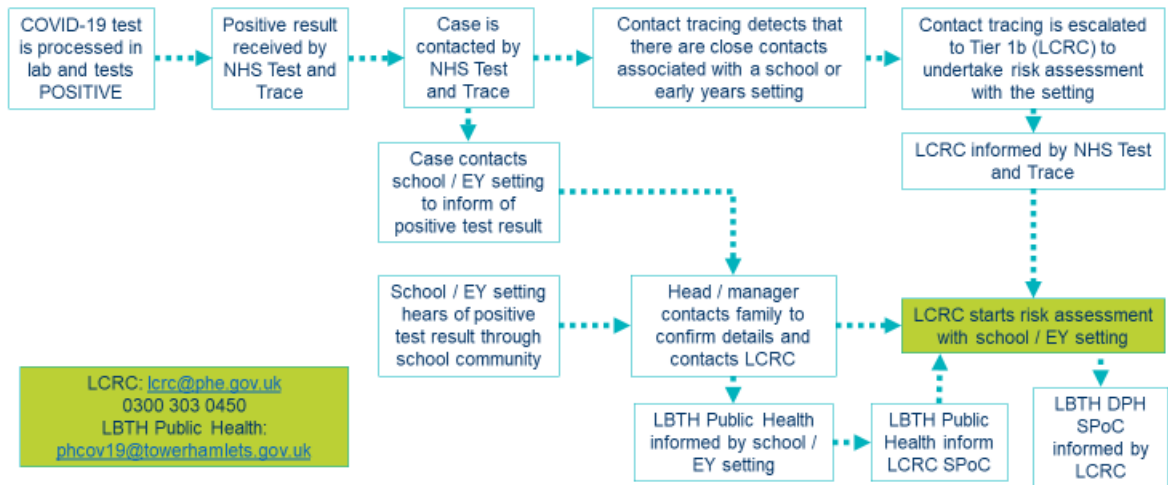 COVID-19 test
is processed in
lab and tests
POSITIVE
Positive result
received by
NHS Test and
Trace
Case is
contacted by
NHS Test
and Trace
Contact tracing detects that
there are close contacts
associated with a school or
early years setting
Contact tracing is escalated
to Tier 1b (LCRC) to
undertake risk assessment
with the setting
Case contacts
school / EY setting
to inform of
positive test result
LCRC informed by NHS Test
and Trace
School / EY setting
hears of positive
test result through
school community
Head / manager
contacts family to
confirm details and
contacts LCRC
LCRC starts risk assessment
with school / EY setting
LCRC: lcrc@phe.gov.uk
0300 303 0450
LBTH Public Health:
phcov19@towerhamlets.gov.uk
LBTH Public Health
informed by school /
EY setting
LBTH Public
Health inform
LCRC SPoC
LBTH DPH
SPoC
informed by
LCRC